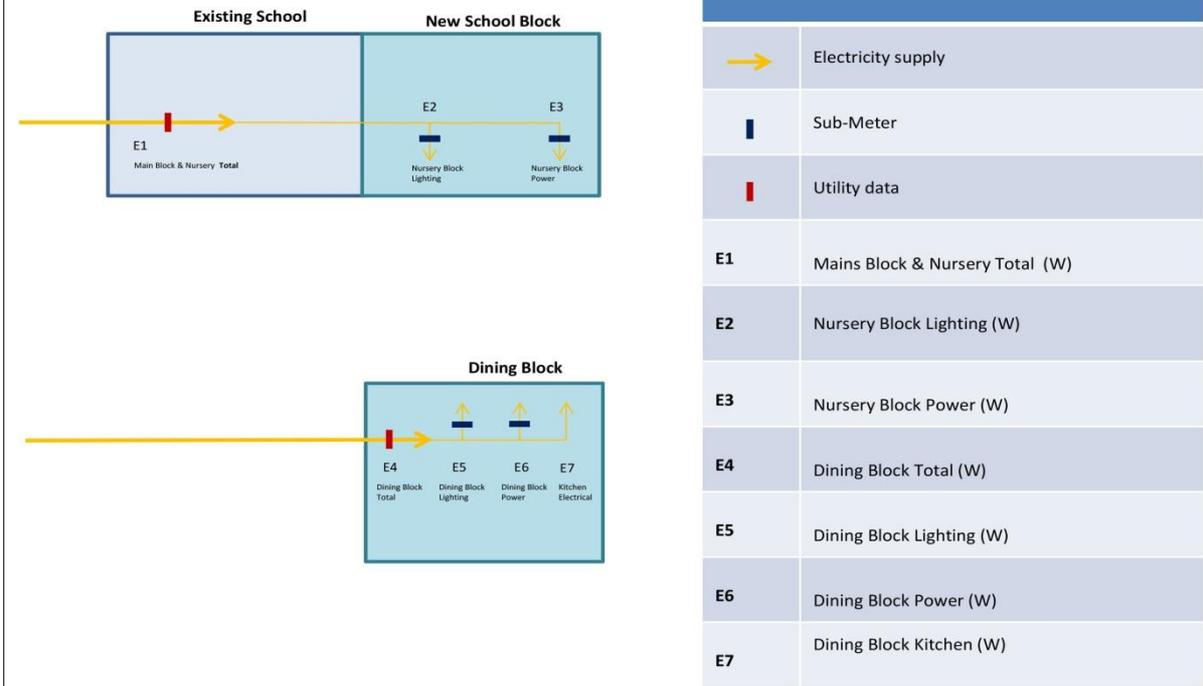 Existing School
New School Block
E2
E3
E1
Main Block & Nursery Total
Nursery Block
Lighting
Nursery Block
Power
Dining Block
E4
E5
E6
E7
Dining Block
Total
Dining Block
Lighting
Dining Block
Power
Kitchen
Electrical
Electricity supply
Sub-Meter
Utility data
E1 Mains Block & Nursery Total (W)
E2 Nursery Block Lighting (W)
E3 Nursery Block Power (W)
E4 Dining Block Total (W)
E5 Dining Block Lighting (W)
E6 Dining Block Power (W)
E7 Dining Block Kitchen (W)